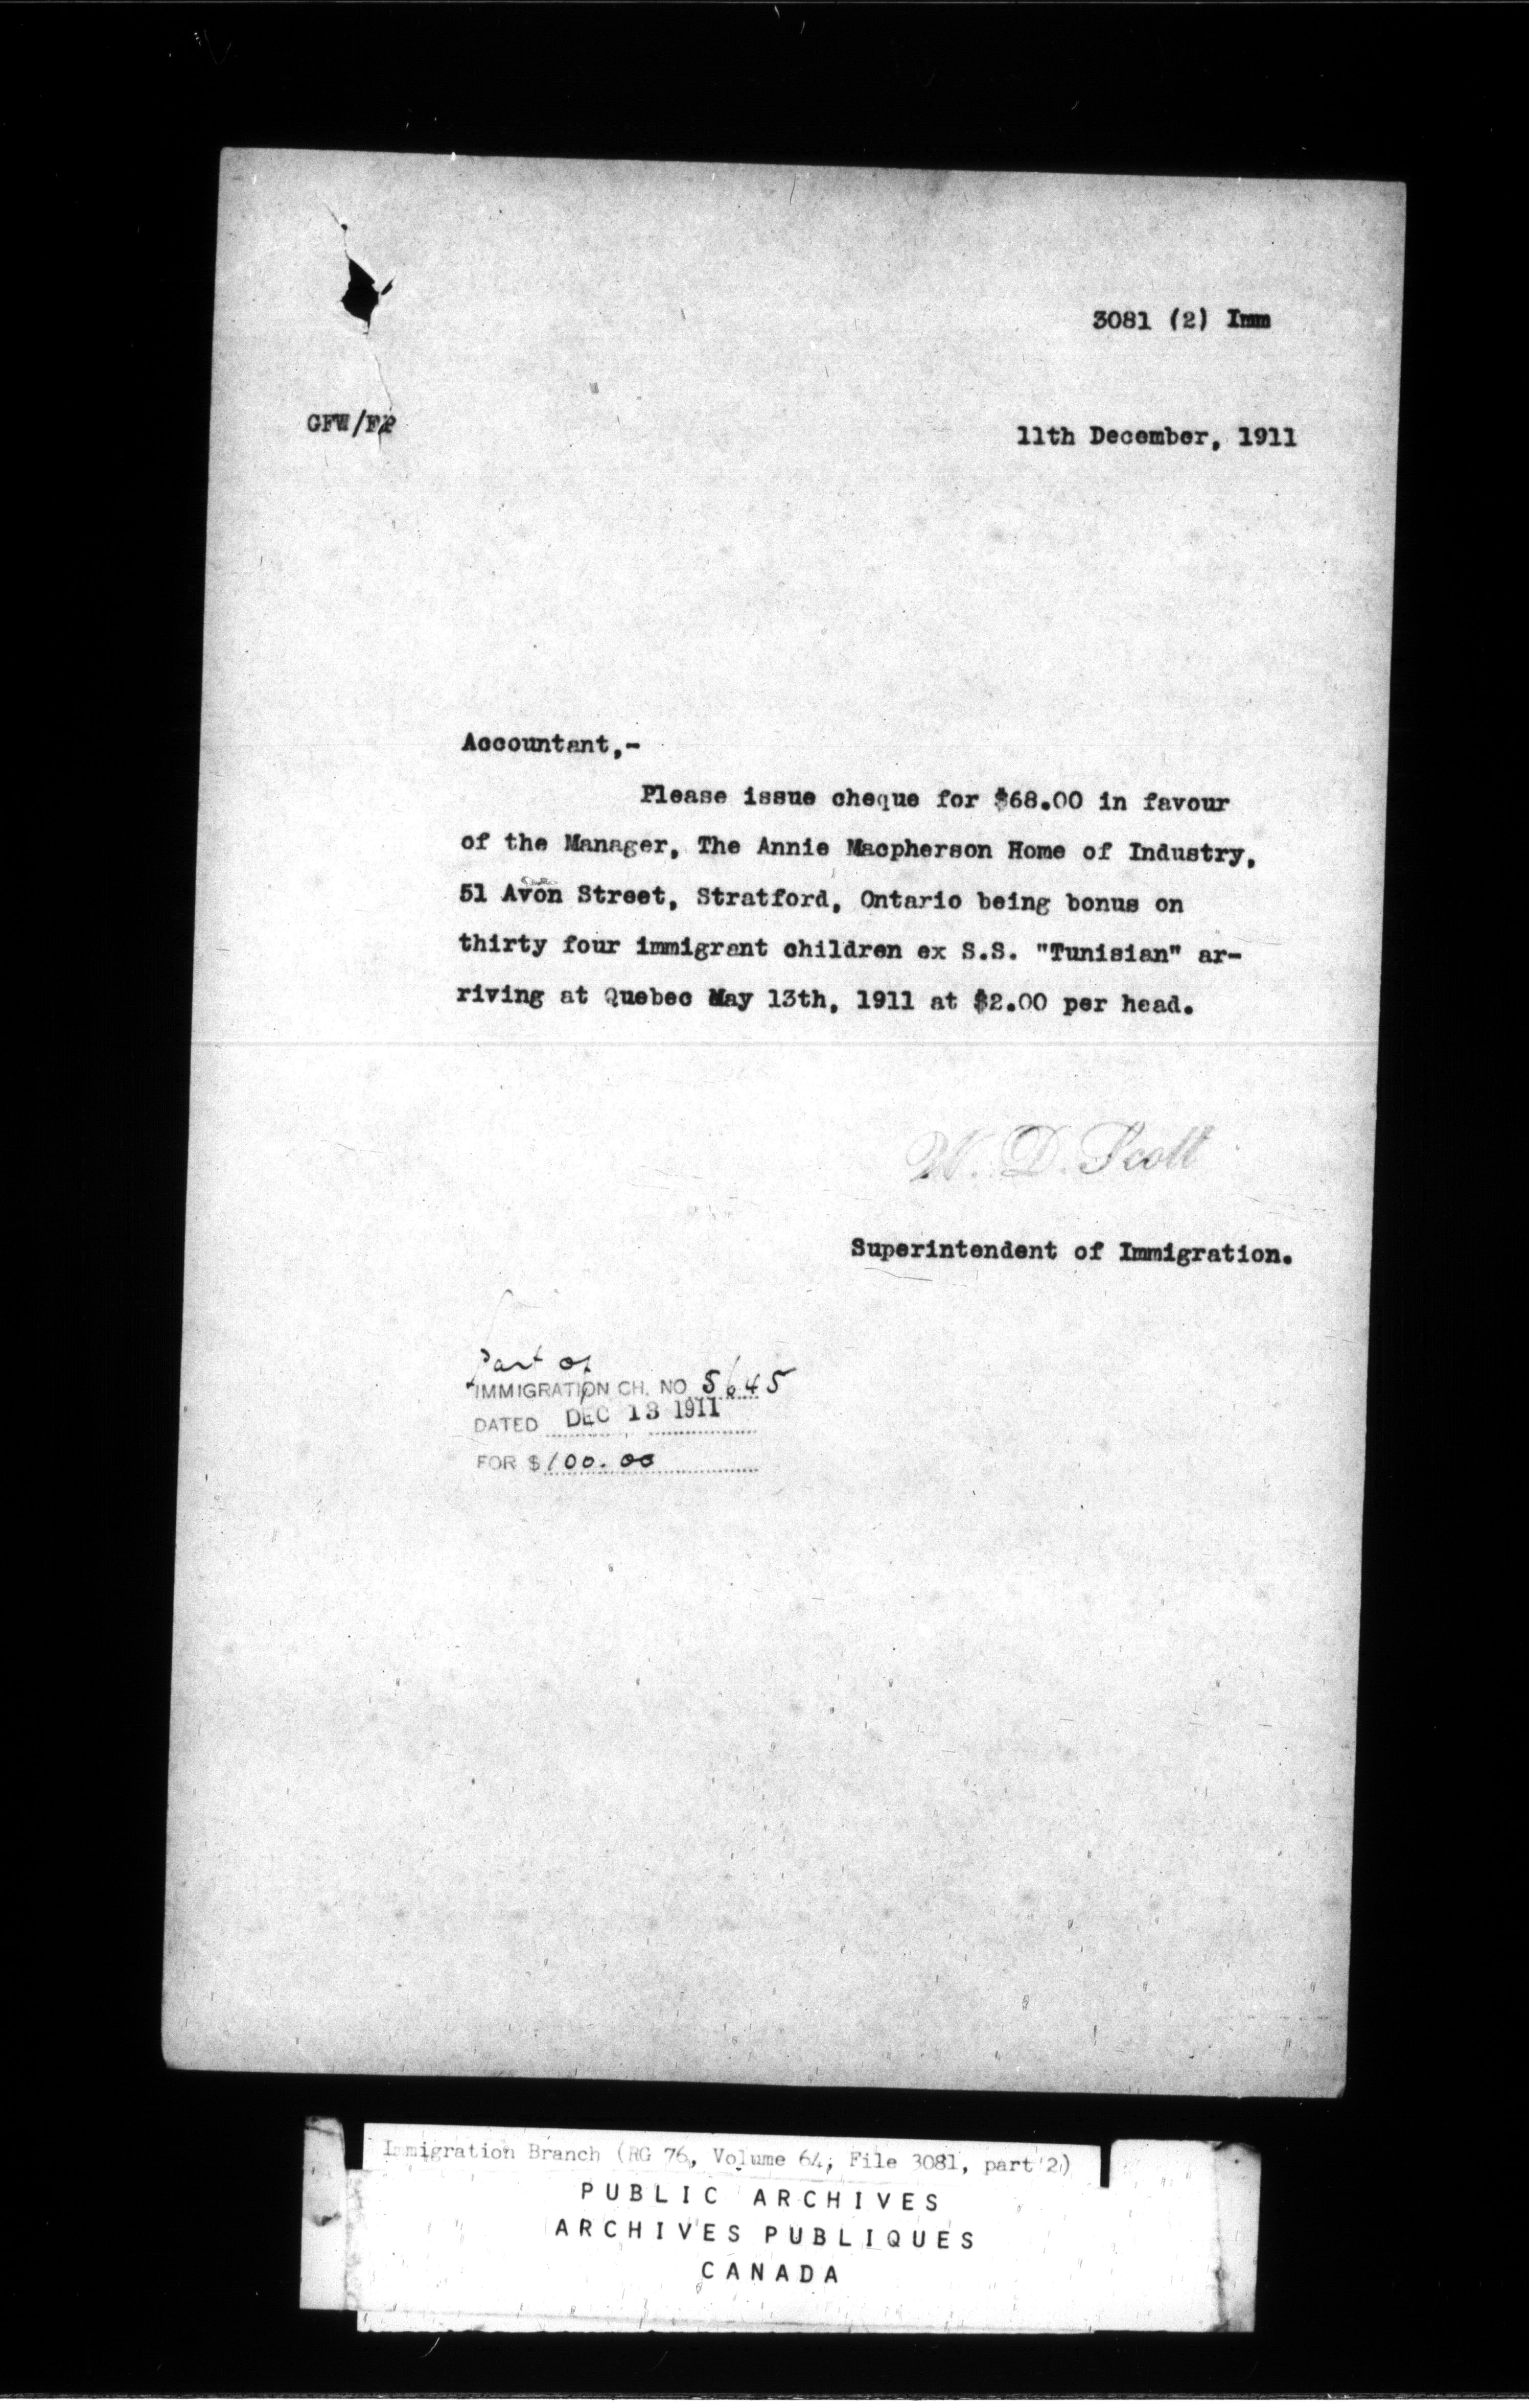 3081 (2) Imm
GFW/FP
11th December, 1911
Accountant,-
Please issue cheque for $68.00 in favour
of the Manager, The Annie Macpherson Home of Industry,
51 Avon Street, Stratford, Ontario being bonus on
thirty four immigrant children ex S.S. "Tunisian" ar-
riving at Quebec May 13th, 1911 at $2.00 per head.
W. D. Scott
Superintendent of Immigration.
Part of
IMMIGRATION CH. NO 5645
DATED DEC 13 1911
FOR $100.00
Immigration Branch (RG 76, Volume 64, File 3081, part 2)
PUBLIC ARCHIVES
ARCHIVES PUBLIQUES
CANADA